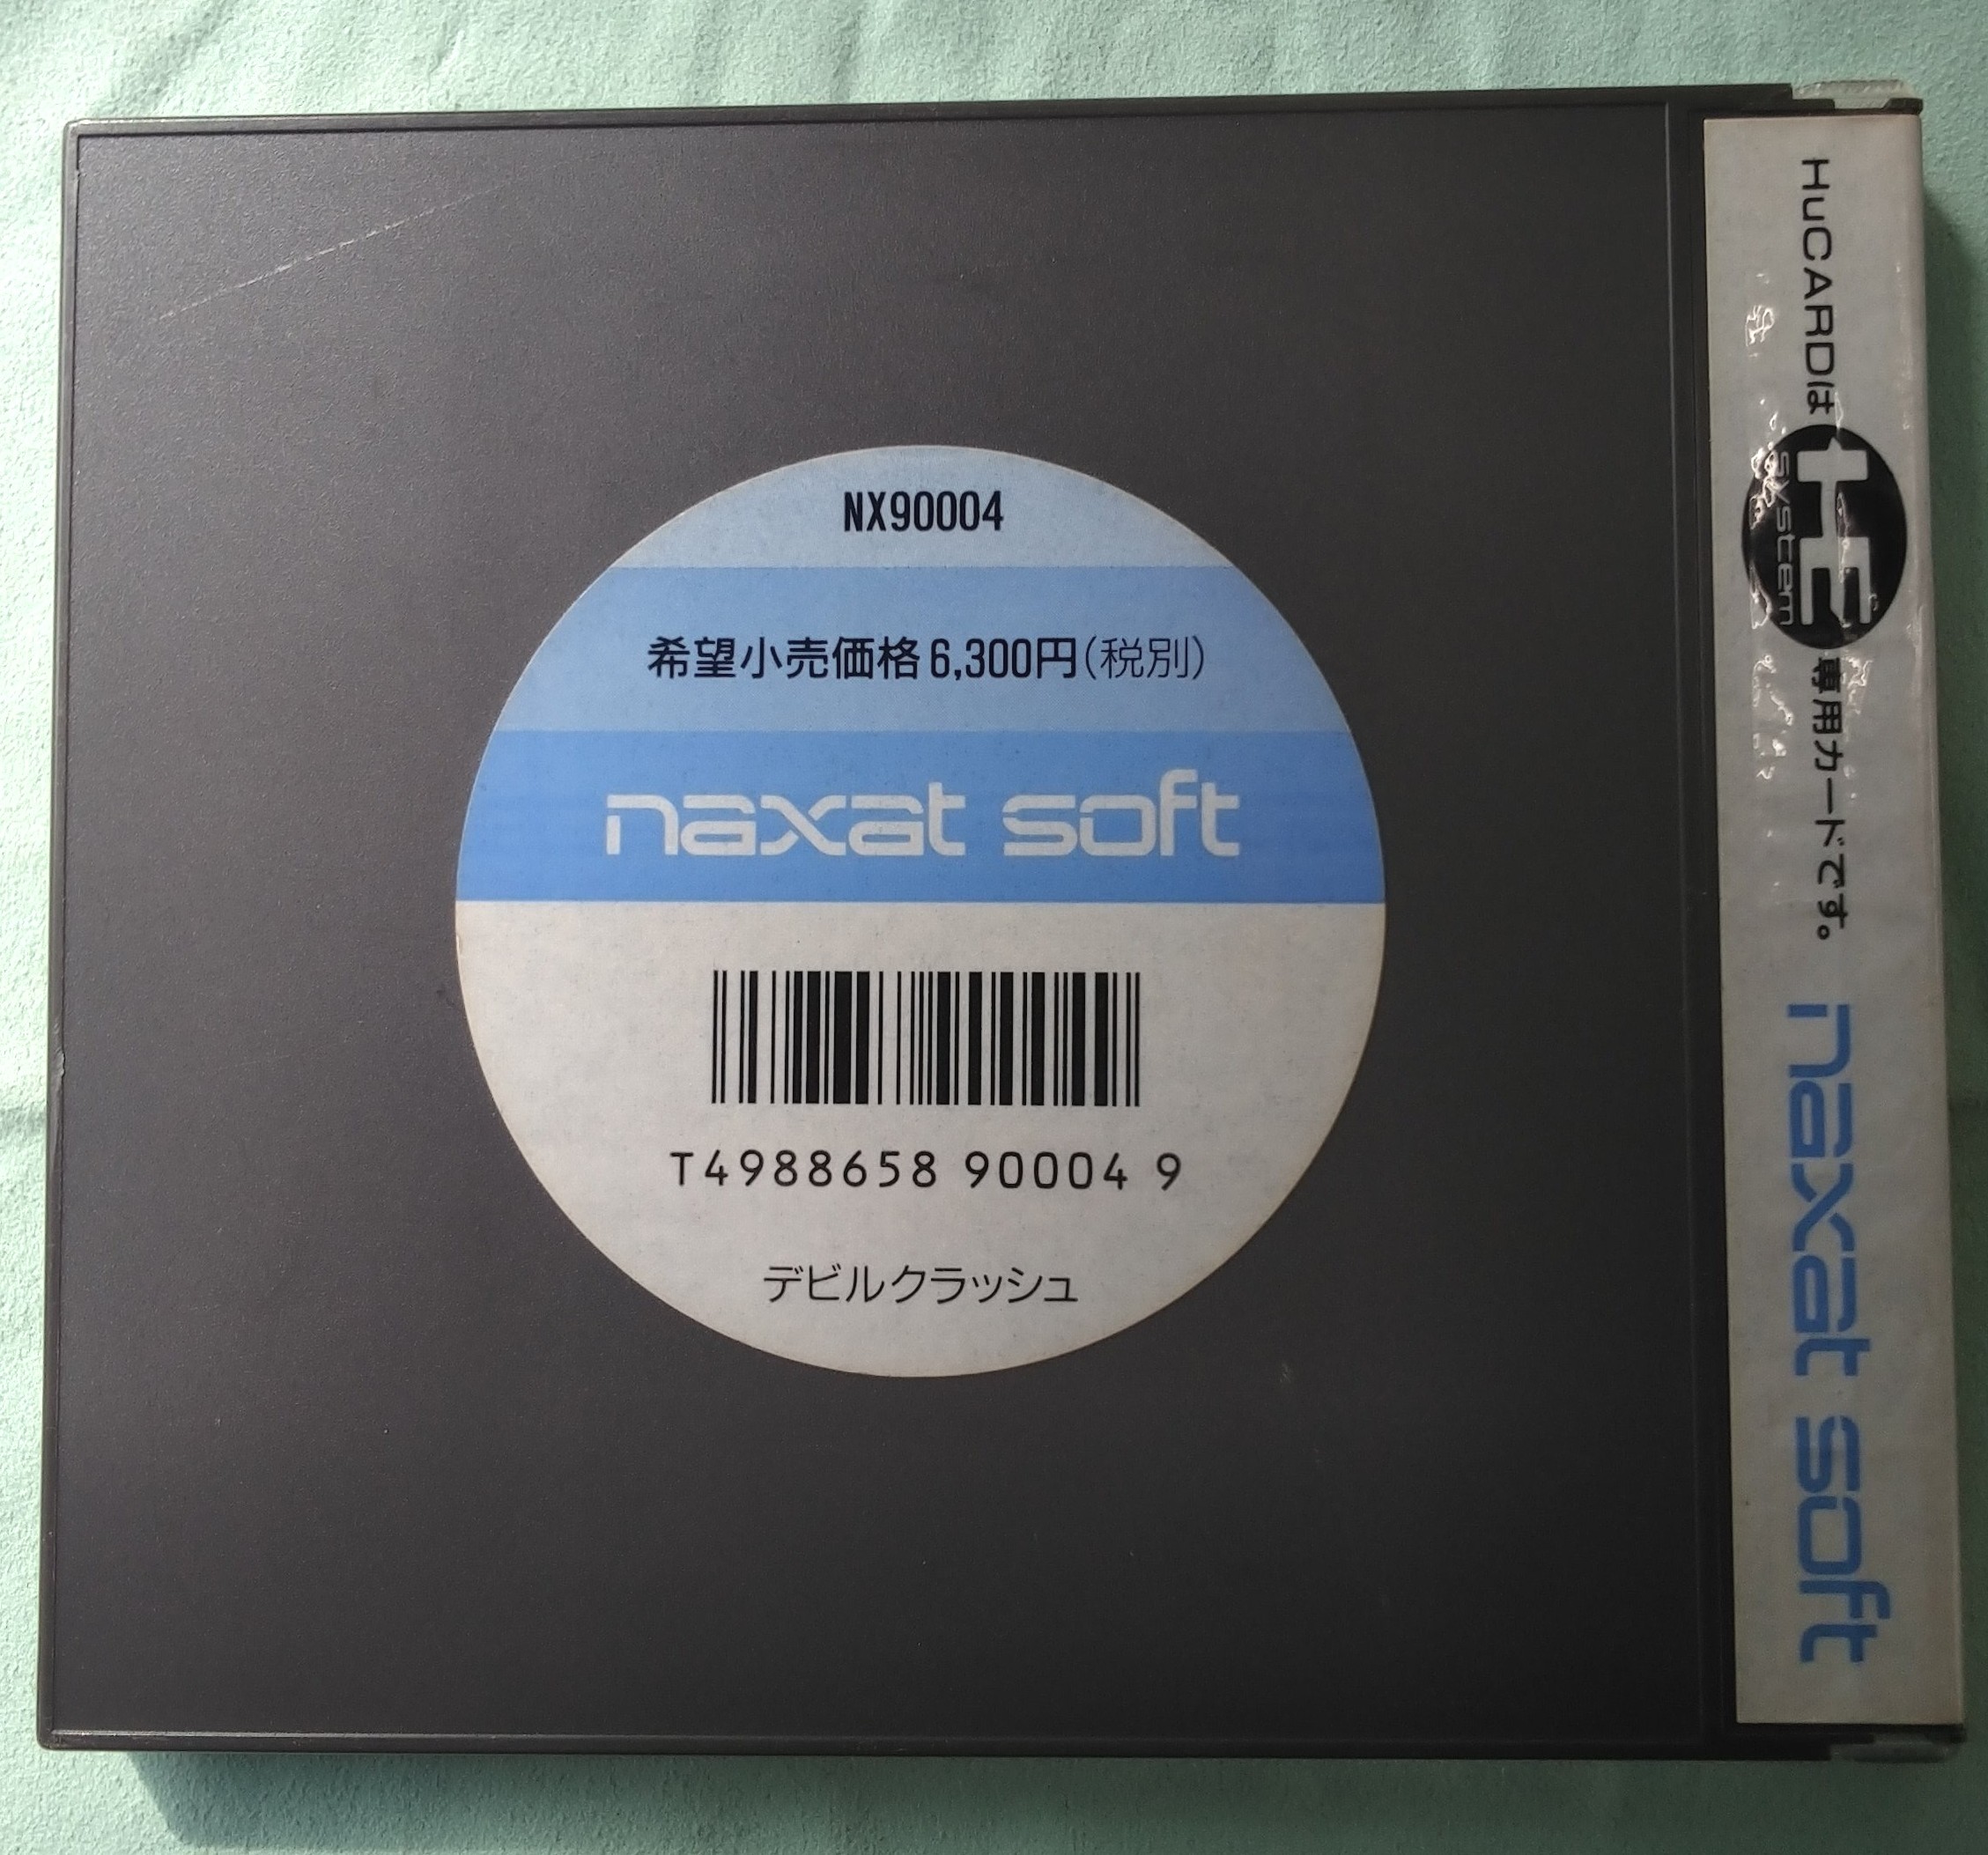 NX90004
希望小売価格6,300円(税別)
naxat soft
T4988658 90004 9
デビルクラッシュ
HuCARDは HE system 専用カードです。 naxat soft